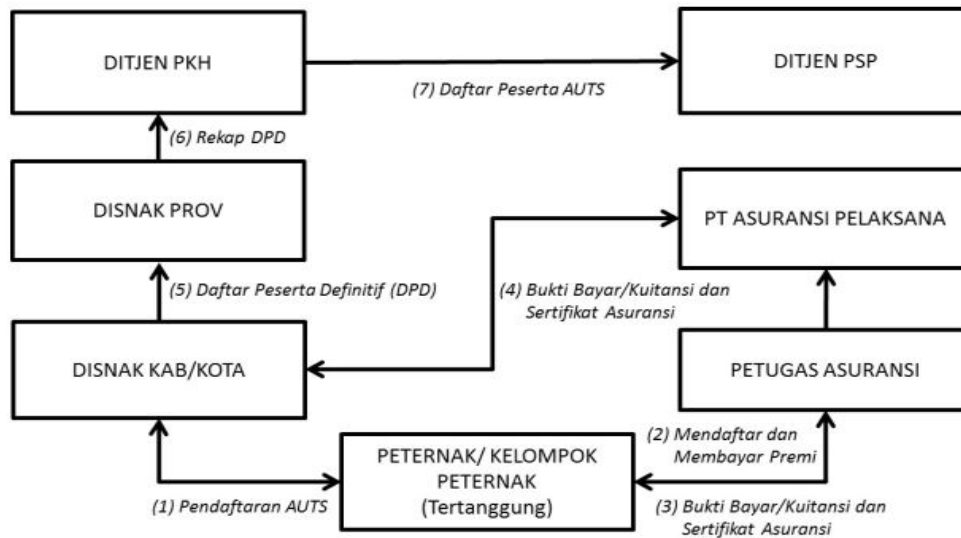 DITJEN PKH
DITJEN PSP
(7) Daftar Peserta AUTS
(6) Rekap DPD
DISNAK PROV
PT ASURANSI PELAKSANA
(5) Daftar Peserta Definitif (DPD)
(4) Bukti Bayar/Kuitansi dan
Sertifikat Asuransi
DISNAK KAB/KOTA
PETUGAS ASURANSI
(2) Mendaftar dan
Membayar Premi
PETERNAK/ KELOMPOK
PETERNAK
(Tertanggung)
(1) Pendaftaran AUTS
(3) Bukti Bayar/Kuitansi dan
Sertifikat Asuransi